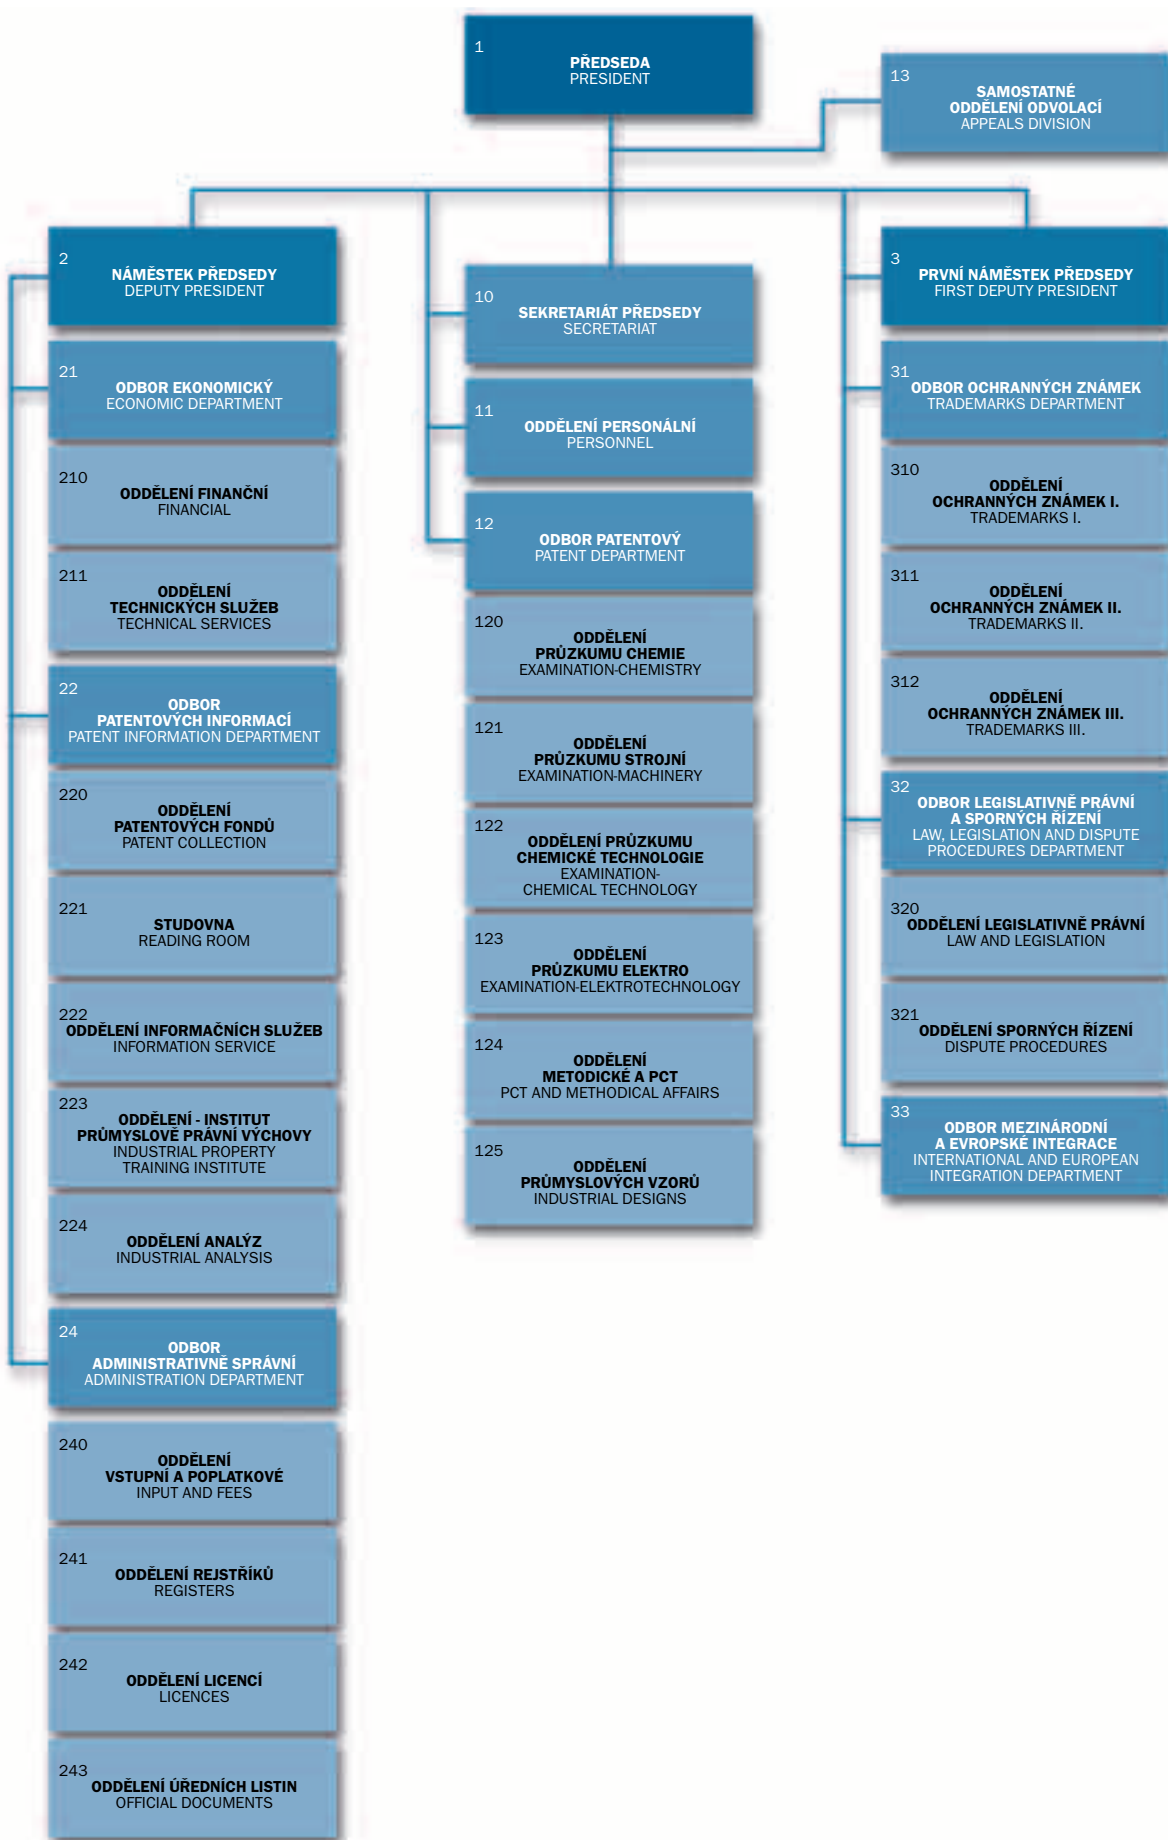 1
PŘEDSEDA
PRESIDENT
13
SAMOSTATNÉ
ODDĚLENÍ ODVOLACÍ
APPEALS DIVISION
2
NÁMĚSTEK PŘEDSEDY
DEPUTY PRESIDENT
21
ODBOR EKONOMICKÝ
ECONOMIC DEPARTMENT
210
ODDĚLENÍ FINANČNÍ
FINANCIAL
211
ODDĚLENÍ
TECHNICKÝCH SLUŽEB
TECHNICAL SERVICES
22
ODBOR
PATENTOVÝCH INFORMACÍ
PATENT INFORMATION DEPARTMENT
220
ODDĚLENÍ
PATENTOVÝCH FONDŮ
PATENT COLLECTION
221
STUDOVNA
READING ROOM
222
ODDĚLENÍ INFORMAČNÍCH SLUŽEB
INFORMATION SERVICE
223
ODDĚLENÍ - INSTITUT
PRŮMYSLOVĚ PRÁVNÍ VÝCHOVY
INDUSTRIAL PROPERTY
TRAINING INSTITUTE
224
ODDĚLENÍ ANALÝZ
INDUSTRIAL ANALYSIS
24
ODBOR
ADMINISTRATIVNĚ SPRÁVNÍ
ADMINISTRATION DEPARTMENT
240
ODDĚLENÍ
VSTUPNÍ A POPLATKOVÉ
INPUT AND FEES
241
ODDĚLENÍ REJSTŘÍKŮ
REGISTERS
242
ODDĚLENÍ LICENCÍ
LICENCES
243
ODDĚLENÍ ÚŘEDNÍCH LISTIN
OFFICIAL DOCUMENTS
10
SEKRETARIÁT PŘEDSEDY
SECRETARIAT
11
ODDĚLENÍ PERSONÁLNÍ
PERSONNEL
12
ODBOR PATENTOVÝ
PATENT DEPARTMENT
120
ODDĚLENÍ
PRŮZKUMU CHEMIE
EXAMINATION-CHEMISTRY
121
ODDĚLENÍ
PRŮZKUMU STROJNÍ
EXAMINATION-MACHINERY
122
ODDĚLENÍ PRŮZKUMU
CHEMICKÉ TECHNOLOGIE
EXAMINATION-
CHEMICAL TECHNOLOGY
123
ODDĚLENÍ
PRŮZKUMU ELEKTRO
EXAMINATION-ELEKTROTECHNOLOGY
124
ODDĚLENÍ
METODICKÉ A PCT
PCT AND METHODICAL AFFAIRS
125
ODDĚLENÍ
PRŮMYSLOVÝCH VZORŮ
INDUSTRIAL DESIGNS
3
PRVNÍ NÁMĚSTEK PŘEDSEDY
FIRST DEPUTY PRESIDENT
31
ODBOR OCHRANNÝCH ZNÁMEK
TRADEMARKS DEPARTMENT
310
ODDĚLENÍ
OCHRANNÝCH ZNÁMEK I.
TRADEMARKS I.
311
ODDĚLENÍ
OCHRANNÝCH ZNÁMEK II.
TRADEMARKS II.
312
ODDĚLENÍ
OCHRANNÝCH ZNÁMEK III.
TRADEMARKS III.
32
ODBOR LEGISLATIVNĚ PRÁVNÍ
A SPORNÝCH ŘÍZENÍ
LAW, LEGISLATION AND DISPUTE
PROCEDURES DEPARTMENT
320
ODDĚLENÍ LEGISLATIVNĚ PRÁVNÍ
LAW AND LEGISLATION
321
ODDĚLENÍ SPORNÝCH ŘÍZENÍ
DISPUTE PROCEDURES
33
ODBOR MEZINÁRODNÍ
A EVROPSKÉ INTEGRACE
INTERNATIONAL AND EUROPEAN
INTEGRATION DEPARTMENT